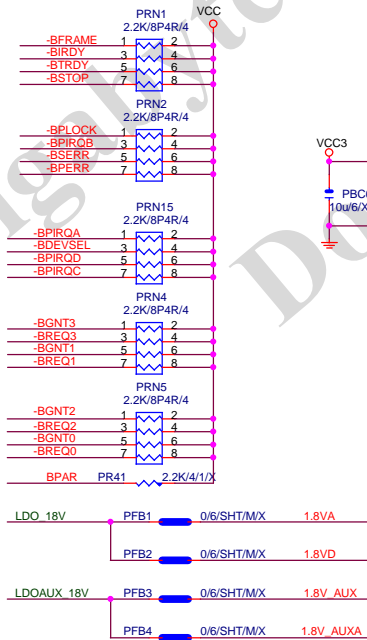 PRN1 VCC
2.2K/8P4R/4
-BFRAME 1 2
-BIRDY 3 4
-BTRDY 5 6
-BSTOP 7 8
PRN2
2.2K/8P4R/4
-BPLOCK 1 2
-BPIRQB 3 4
-BSERR 5 6
-BPERR 7 8
VCC3
PRN15
2.2K/8P4R/4
-BPIRQA 1 2
-BDEVSEL 3 4
-BPIRQD 5 6
-BPIRQC 7 8
10u/6/X
PRN4
2.2K/8P4R/4
-BGNT3 1 2
-BREQ3 3 4
-BGNT1 5 6
-BREQ1 7 8
PRN5
2.2K/8P4R/4
-BGNT2 1 2
-BREQ2 3 4
-BGNT0 5 6
-BREQ0 7 8
BPAR PR41 2.2K/4/1/X
LDO_18V PFB1 0/6/SHT/M/X 1.8VA
PFB2 0/6/SHT/M/X 1.8VD
LDOAUX_18V PFB3 0/6/SHT/M/X 1.8V_AUX
PFB4 0/6/SHT/M/X 1.8V_AUXA